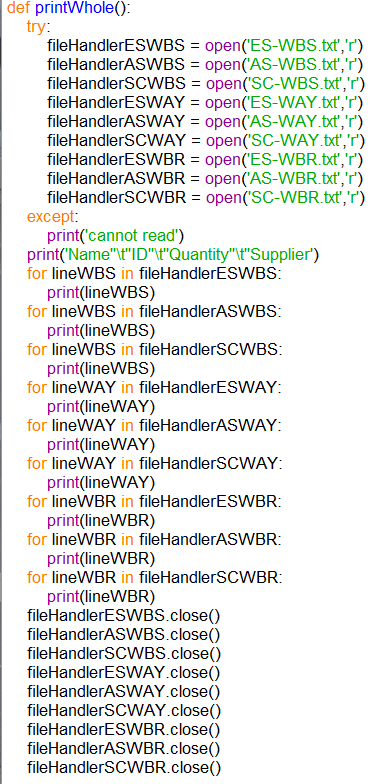 def printWhole():
    try:
        fileHandlerESWBS = open('ES-WBS.txt','r')
        fileHandlerASWBS = open('AS-WBS.txt','r')
        fileHandlerSCWBS = open('SC-WBS.txt','r')
        fileHandlerESWAY = open('ES-WAY.txt','r')
        fileHandlerASWAY = open('AS-WAY.txt','r')
        fileHandlerSCWAY = open('SC-WAY.txt','r')
        fileHandlerESWBR = open('ES-WBR.txt','r')
        fileHandlerASWBR = open('AS-WBR.txt','r')
        fileHandlerSCWBR = open('SC-WBR.txt','r')
    except:
        print('cannot read')
    print('Name"\t"ID"\t"Quantity"\t"Supplier')
    for lineWBS in fileHandlerESWBS:
        print(lineWBS)
    for lineWBS in fileHandlerASWBS:
        print(lineWBS)
    for lineWBS in fileHandlerSCWBS:
        print(lineWBS)
    for lineWAY in fileHandlerESWAY:
        print(lineWAY)
    for lineWAY in fileHandlerASWAY:
        print(lineWAY)
    for lineWAY in fileHandlerSCWAY:
        print(lineWAY)
    for lineWBR in fileHandlerESWBR:
        print(lineWBR)
    for lineWBR in fileHandlerASWBR:
        print(lineWBR)
    for lineWBR in fileHandlerSCWBR:
        print(lineWBR)
    fileHandlerESWBS.close()
    fileHandlerASWBS.close()
    fileHandlerSCWBS.close()
    fileHandlerESWAY.close()
    fileHandlerASWAY.close()
    fileHandlerSCWAY.close()
    fileHandlerESWBR.close()
    fileHandlerASWBR.close()
    fileHandlerSCWBR.close()